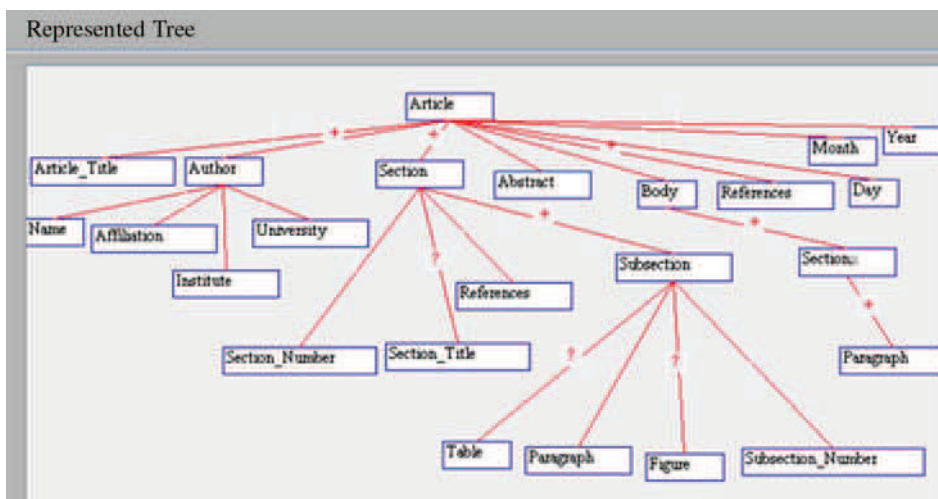 Represented Tree
Article
+ + +
Year
Month
Article_Title
Author
Section
Abstract
Body
References
Day
Name
Affiliation
University
+ +
Institute
?
Subsection
Section
References
+
Section_Number
Section_Title
? ?
Paragraph
Table
Paragraph
Figure
Subsection_Number